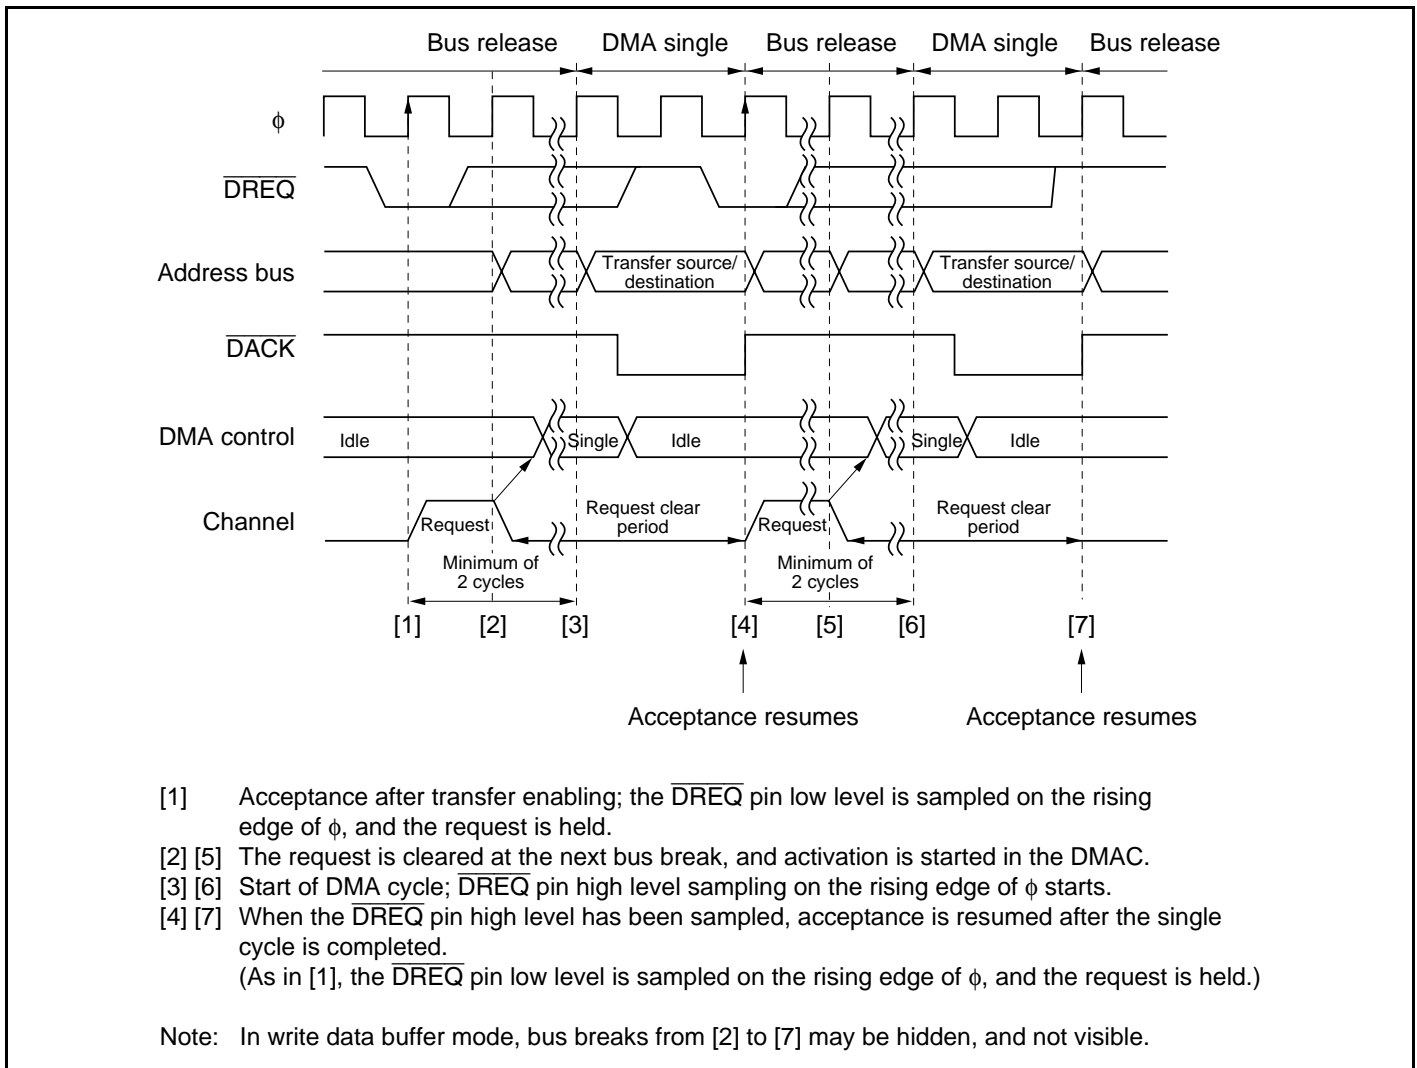 Bus release DMA single Bus release DMA single Bus release
φ
DREQ
Address bus
Transfer source/ Transfer source/
destination destination
DACK
DMA control
Idle Single Idle Single Idle
Channel
Request Request clear Request Request clear
period period
Minimum of Minimum of
2 cycles 2 cycles
[1] [2] [3] [4] [5] [6] [7]
Acceptance resumes Acceptance resumes
[1] Acceptance after transfer enabling; the DREQ pin low level is sampled on the rising
edge of φ, and the request is held.
[2] [5] The request is cleared at the next bus break, and activation is started in the DMAC.
[3] [6] Start of DMA cycle; DREQ pin high level sampling on the rising edge of φ starts.
[4] [7] When the DREQ pin high level has been sampled, acceptance is resumed after the single
cycle is completed.
(As in [1], the DREQ pin low level is sampled on the rising edge of φ, and the request is held.)
Note: In write data buffer mode, bus breaks from [2] to [7] may be hidden, and not visible.